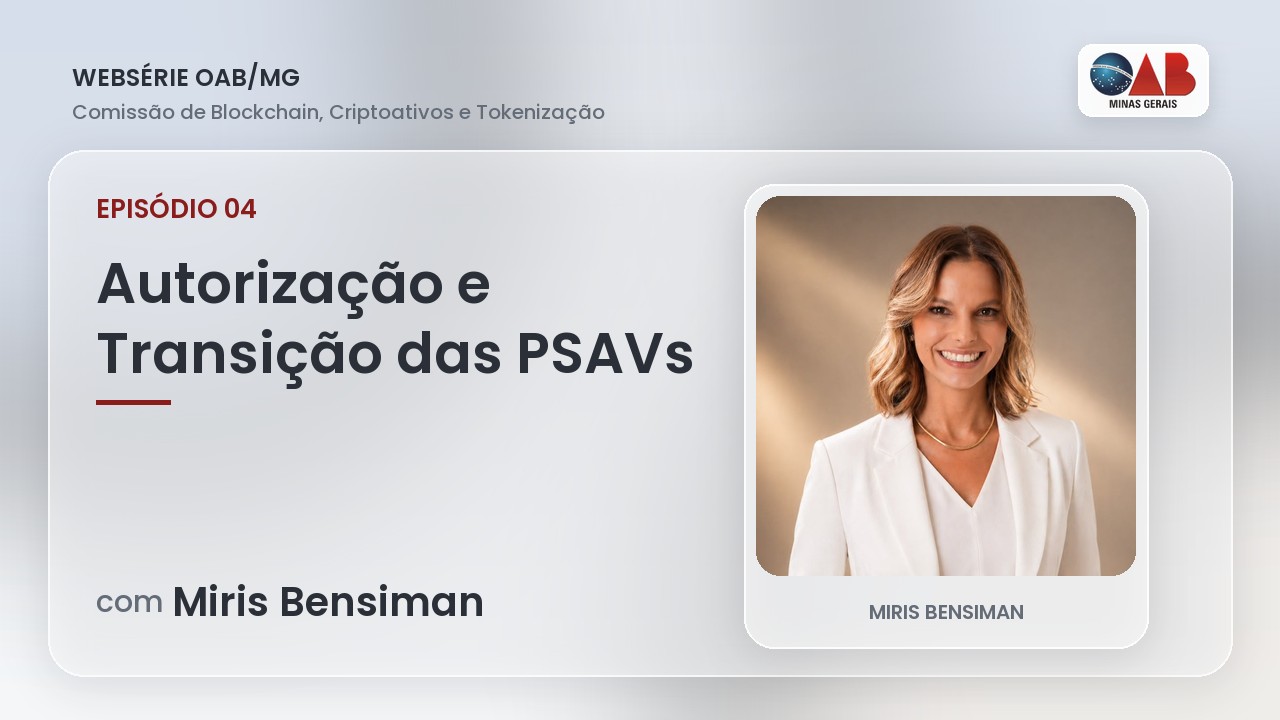 WEBSÉRIE OAB/MG
Comissão de Blockchain, Criptoativos e Tokenização
OAB
MINAS GERAIS
EPISÓDIO 04
Autorização e
Transição das PSAVs
com Miris Bensiman
MIRIS BENSIMAN